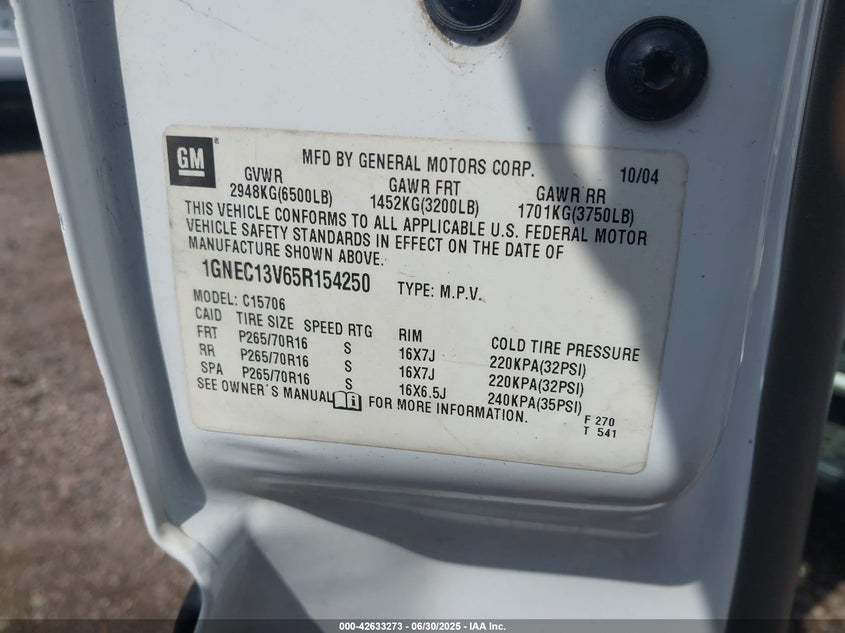 GM ®
MFD BY GENERAL MOTORS CORP. 10/04
GVWR GAWR FRT GAWR RR
2948KG(6500LB) 1452KG(3200LB) 1701KG(3750LB)
THIS VEHICLE CONFORMS TO ALL APPLICABLE U.S. FEDERAL MOTOR
VEHICLE SAFETY STANDARDS IN EFFECT ON THE DATE OF
MANUFACTURE SHOWN ABOVE.
1GNEC13V65R154250 TYPE: M.P.V.
MODEL: C15706
CAID TIRE SIZE SPEED RTG RIM COLD TIRE PRESSURE
FRT P265/70R16 S 16X7J 220KPA(32PSI)
RR P265/70R16 S 16X7J 220KPA(32PSI)
SPA P265/70R16 S 16X6.5J 240KPA(35PSI)
SEE OWNER'S MANUAL FOR MORE INFORMATION.
F 270
T 541
000-42633273 - 06/30/2025 - IAA Inc.